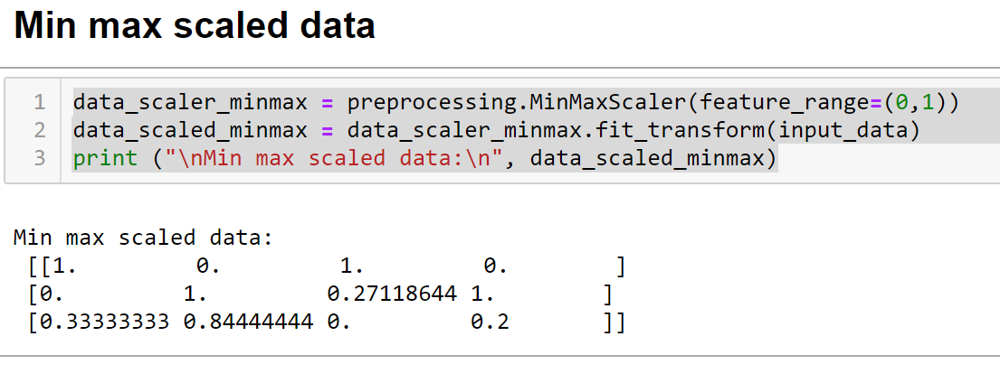 Min max scaled data
1 data_scaler_minmax = preprocessing.MinMaxScaler(feature_range=(0,1))
2 data_scaled_minmax = data_scaler_minmax.fit_transform(input_data)
3 print ("\nMin max scaled data:\n", data_scaled_minmax)
Min max scaled data:
[[1. 0. 1. 0. ]
[0. 1. 0.27118644 1. ]
[0.33333333 0.84444444 0. 0.2 ]]